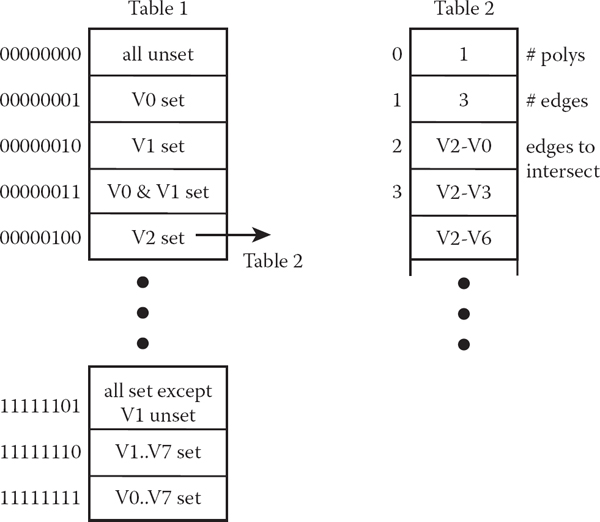 Table 1
00000000 all unset
00000001 V0 set
00000010 V1 set
00000011 V0 & V1 set
00000100 V2 set
Table 2
all set except
11111101
V1 unset
11111110 V1..V7 set
11111111 V0..V7 set
Table 2
0 1 # polys
1 3 # edges
2 V2-V0 edges to
intersect
3 V2-V3
V2-V6